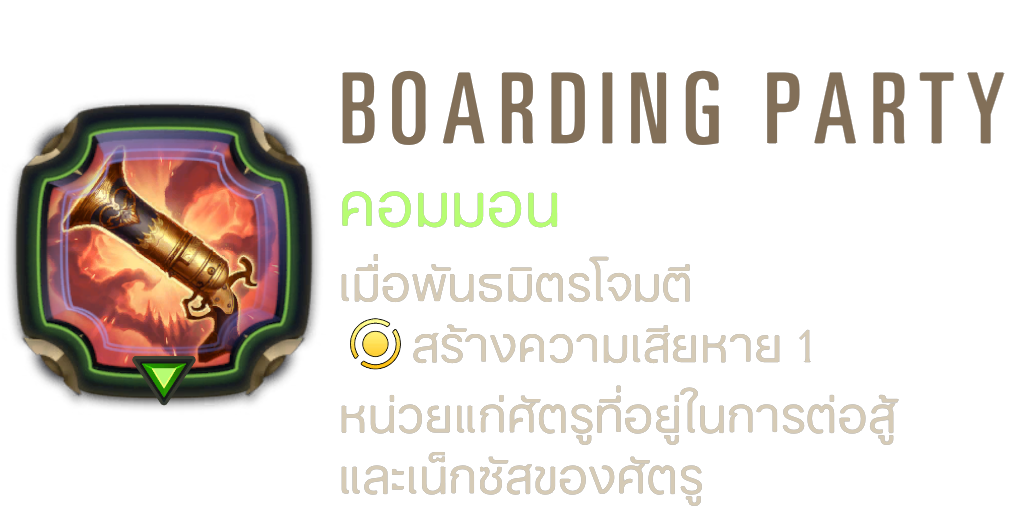 BOARDING PARTY
คอมมอน
เมื่อพันธมิตรโจมตี
สร้างความเสียหาย 1
หน่วยแก่ศัตรูที่อยู่ในการต่อสู้
และเน็กซัสของศัตรู